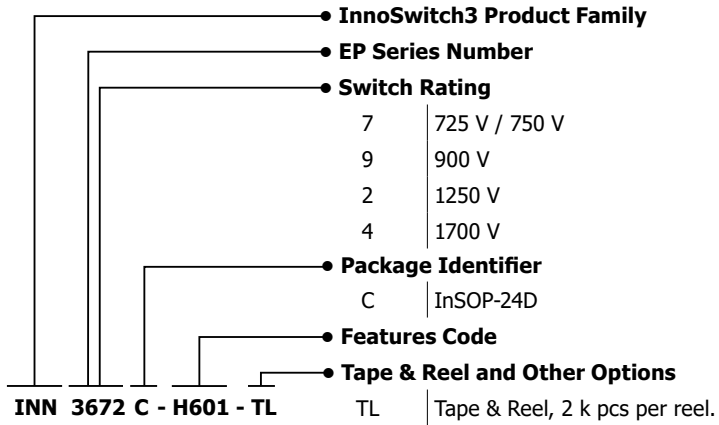 InnoSwitch3 Product Family
EP Series Number
Switch Rating
7 725 V / 750 V
9 900 V
2 1250 V
4 1700 V
Package Identifier
C InSOP-24D
Features Code
Tape & Reel and Other Options
INN 3672 C - H601 - TL TL Tape & Reel, 2 k pcs per reel.